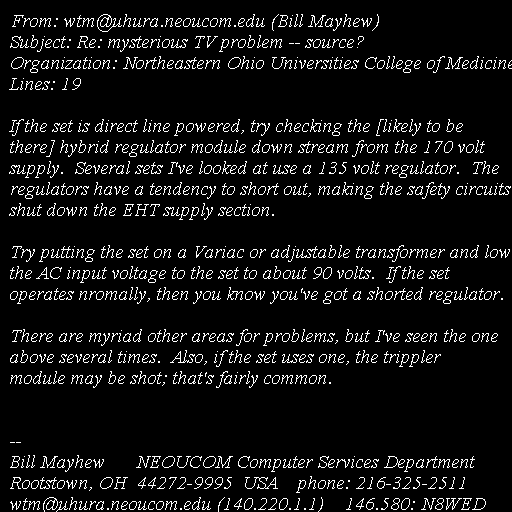 From: wtm@uhura.neoucom.edu (Bill Mayhew)
Subject: Re: mysterious TV problem -- source?
Organization: Northeastern Ohio Universities College of Medicine
Lines: 19

If the set is direct line powered, try checking the [likely to be
there] hybrid regulator module down stream from the 170 volt
supply.  Several sets I've looked at use a 135 volt regulator.  The
regulators have a tendency to short out, making the safety circuits
shut down the EHT supply section.

Try putting the set on a Variac or adjustable transformer and low
the AC input voltage to the set to about 90 volts.  If the set
operates nromally, then you know you've got a shorted regulator.

There are myriad other areas for problems, but I've seen the one
above several times.  Also, if the set uses one, the trippler
module may be shot; that's fairly common.

--
Bill Mayhew      NEOUCOM Computer Services Department
Rootstown, OH  44272-9995  USA    phone: 216-325-2511
wtm@uhura.neoucom.edu (140.220.1.1)    146.580: N8WED